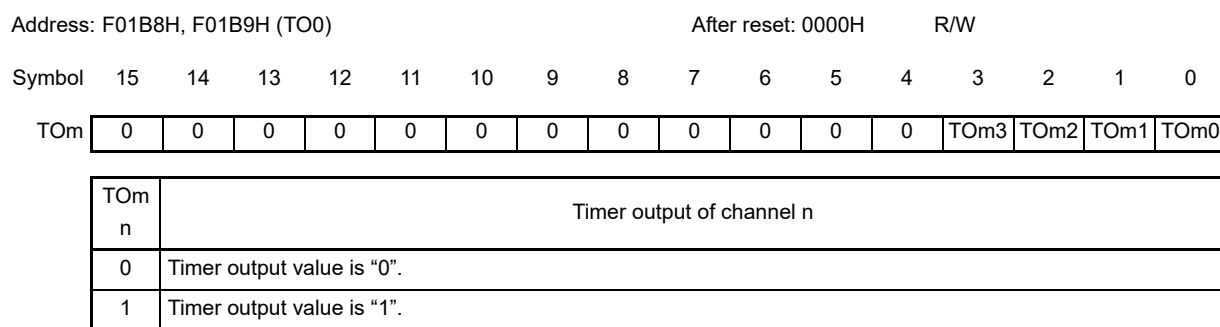 Address: F01B8H, F01B9H (TO0) After reset: 0000H R/W
Symbol 15 14 13 12 11 10 9 8 7 6 5 4 3 2 1 0
TOm 0 0 0 0 0 0 0 0 0 0 0 0 TOm3 TOm2 TOm1 TOm0
TOm
n
Timer output of channel n
0 Timer output value is “0”.
1 Timer output value is “1”.